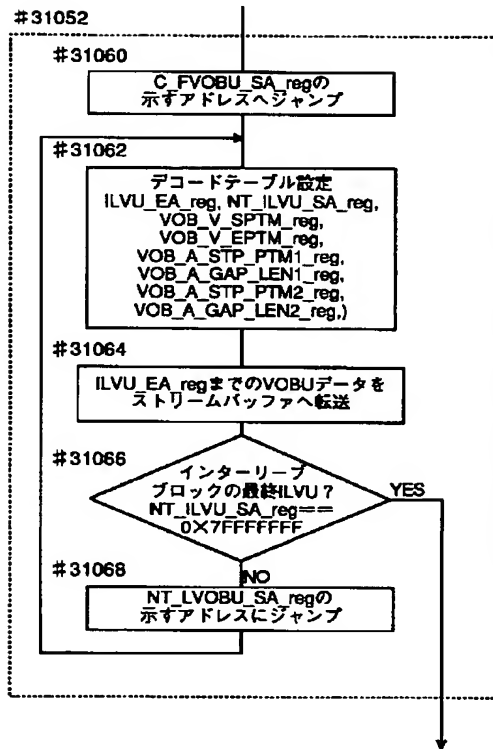 #31052
#31060
C_FVOBU_SA_regの
示すアドレスへジャンプ
#31062
デコードテーブル設定
ILVU_EA_reg, NT_ILVU_SA_reg,
VOB_V_SPTM_reg,
VOB_V_EPTM_reg,
VOB_A_STP_PTM1_reg,
VOB_A_GAP_LEN1_reg,
VOB_A_STP_PTM2_reg,
VOB_A_GAP_LEN2_reg,)
#31064
ILVU_EA_regまでのVOBUデータを
ストリームバッファへ転送
#31066
インターリーブ
ブロックの最終ILVU?
NT_ILVU_SA_reg==
0×7FFFFFFF
YES
NO
#31068
NT_LVOBU_SA_regの
示すアドレスにジャンプ